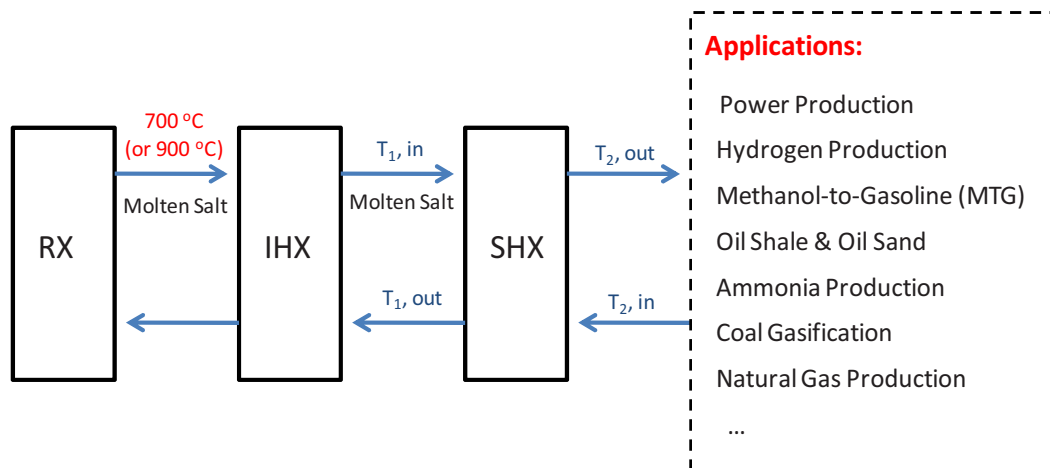 Applications:
Power Production
Hydrogen Production
Methanol-to-Gasoline (MTG)
Oil Shale & Oil Sand
Ammonia Production
Coal Gasification
Natural Gas Production
...
700 °C
(or 900 °C)
Molten Salt
T₁, in
Molten Salt
T₂, out
RX
IHX
SHX
T₁, out
T₂, in